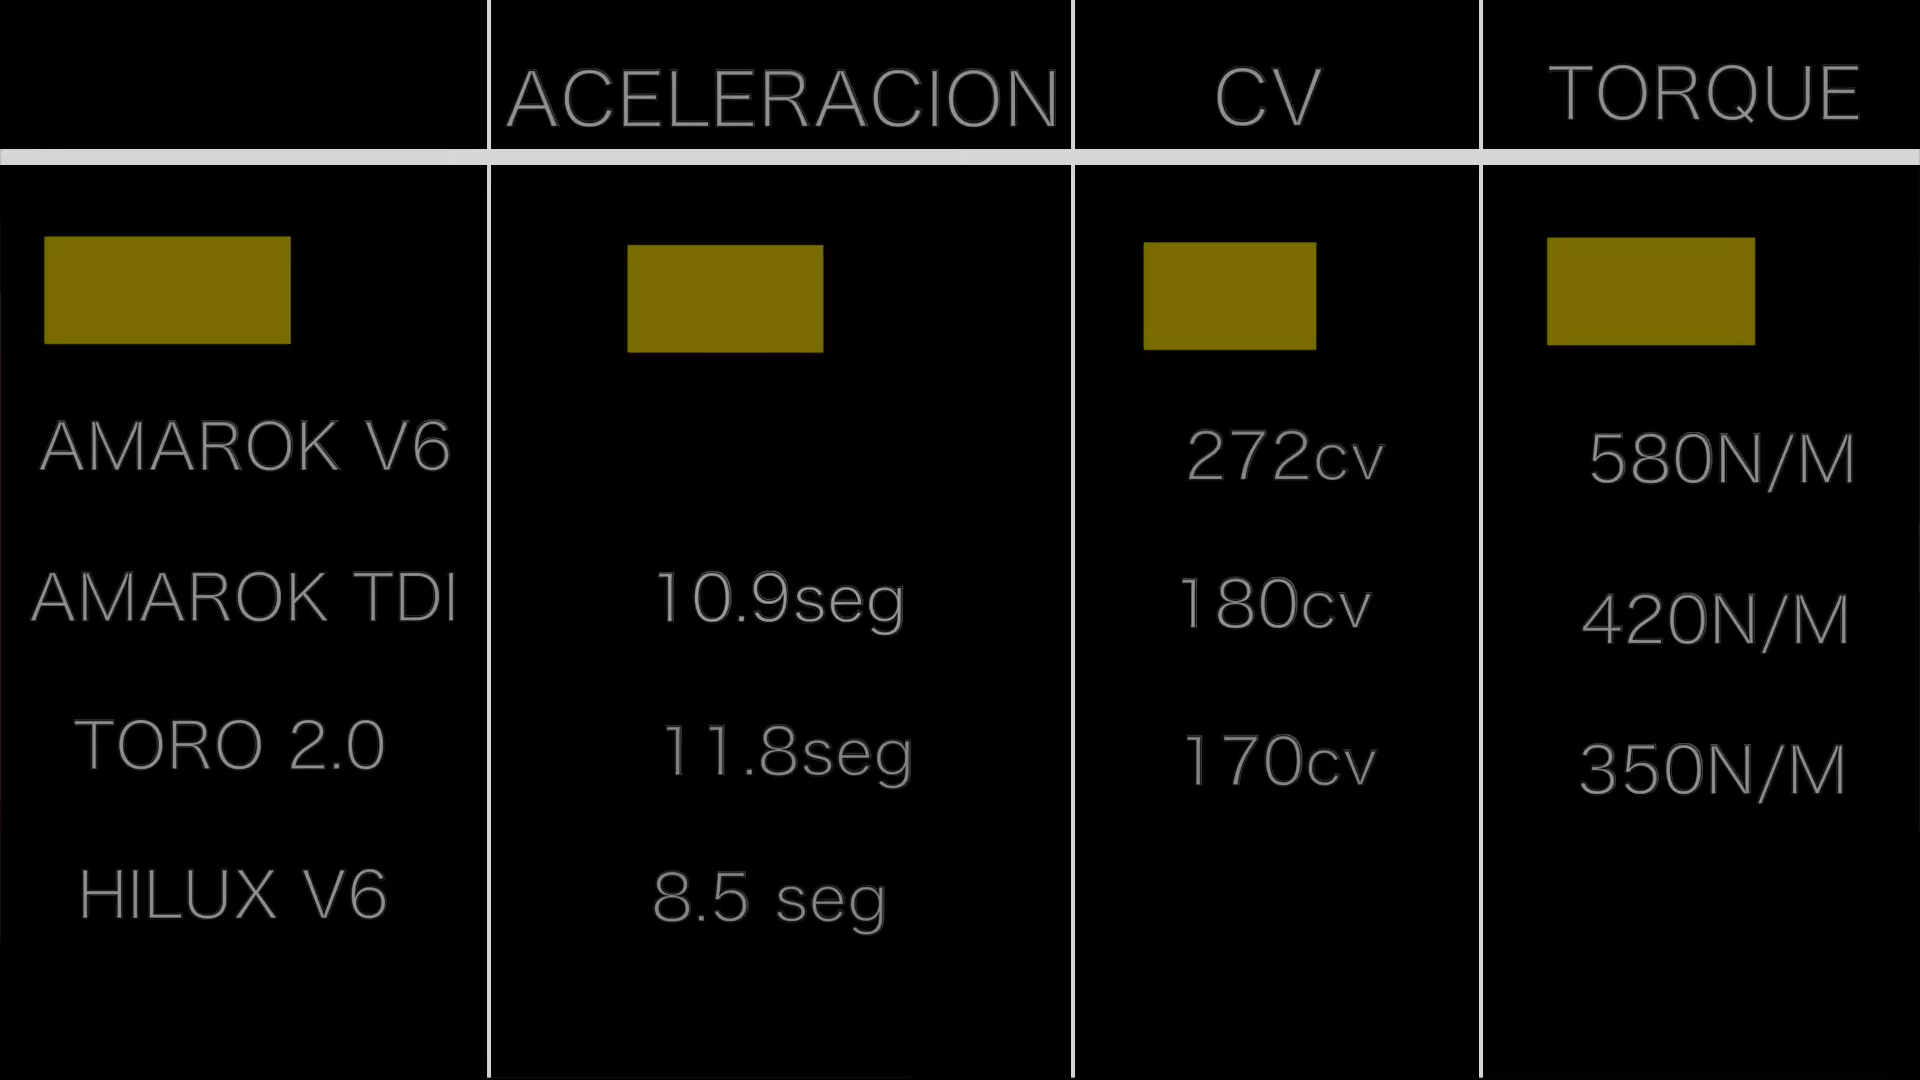 ACELERACION CV TORQUE
AMAROK V6 272cv 580N/M
AMAROK TDI 10.9seg 180cv 420N/M
TORO 2.0 11.8seg 170cv 350N/M
HILUX V6 8.5 seg